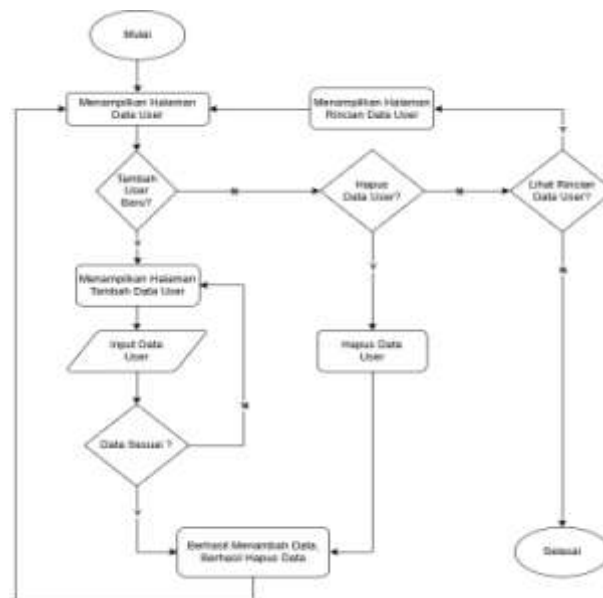 Mulai
Menampilkan Halaman
Data User
Menampilkan Halaman
Rincian Data User
Tambah
User
Baru?
N
Hapus
Data User?
N
Lihat Rincian
Data User?
Y
Y
Y
N
Menampilkan Halaman
Tambah Data User
Input Data
User
Hapus Data
User
N
Data Sesuai ?
Y
Berhasil Menambah Data,
Berhasil Hapus Data
Selesai